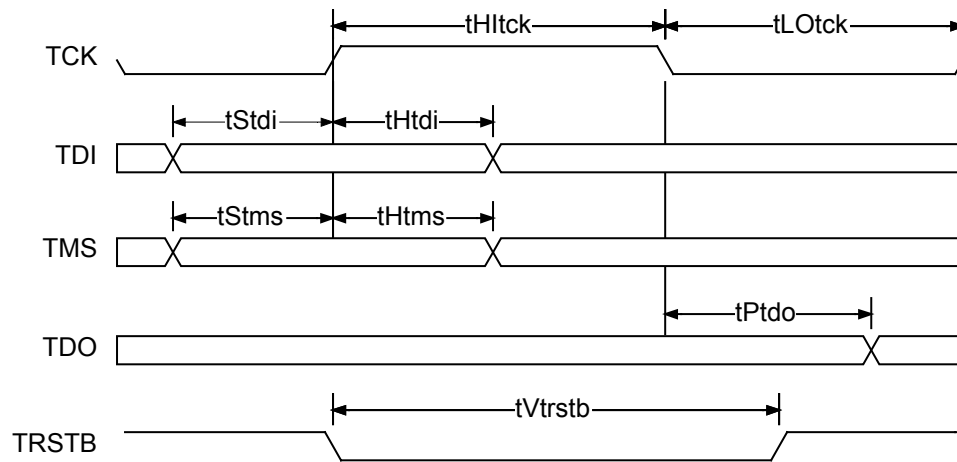 tHItck
tLOtck
TCK
tStdi
tHtdi
TDI
tStms
tHtms
TMS
tPtdo
TDO
tVtrstb
TRSTB